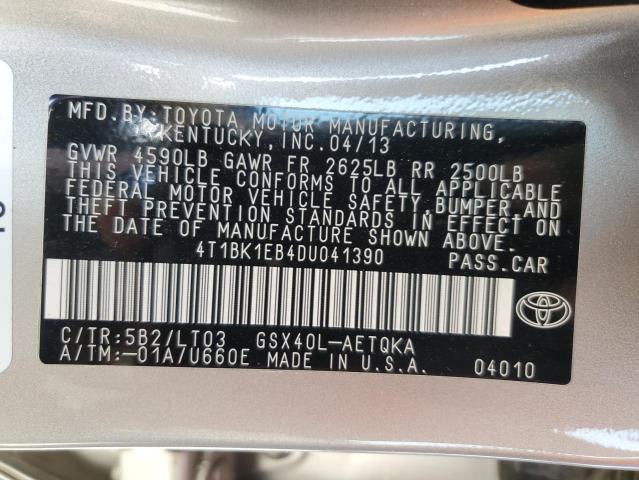 MFD.BY:TOYOTA MOTOR MANUFACTURING,
KENTUCKY, INC. 04/13
GVWR 4590LB GAWR FR 2625LB RR 2500LB
THIS VEHICLE CONFORMS TO ALL APPLICABLE
FEDERAL MOTOR VEHICLE SAFETY, BUMPER, AND
THEFT PREVENTION STANDARDS IN EFFECT ON
THE DATE OF MANUFACTURE SHOWN ABOVE.
4T1BK1EB4DU041390 PASS.CAR
C/TR:5B2/LT03 GSX40L-AETQKA
A/TM:-01A/U660E MADE IN U.S.A. 04010